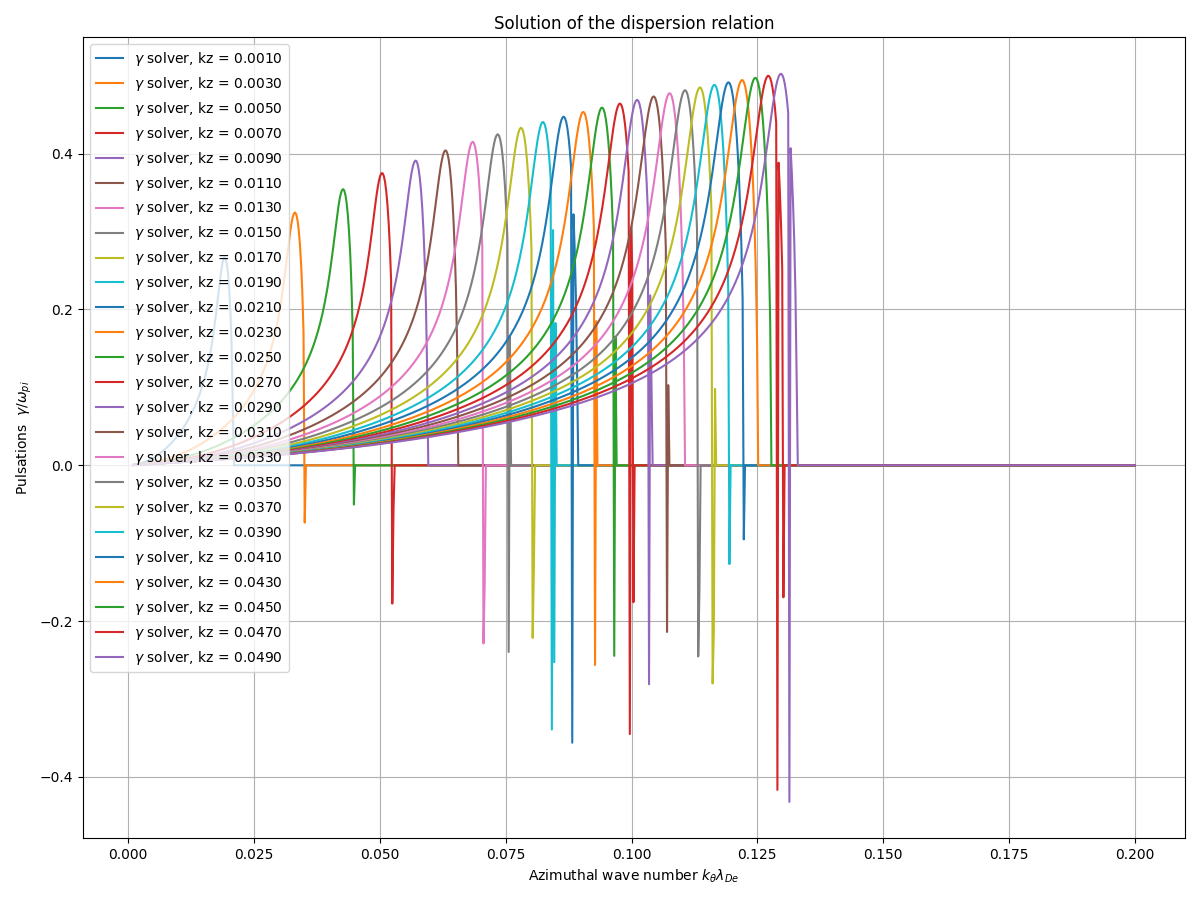 Solution of the dispersion relation
γ solver, kz = 0.0010
γ solver, kz = 0.0030
γ solver, kz = 0.0050
γ solver, kz = 0.0070
γ solver, kz = 0.0090
γ solver, kz = 0.0110
γ solver, kz = 0.0130
γ solver, kz = 0.0150
γ solver, kz = 0.0170
γ solver, kz = 0.0190
γ solver, kz = 0.0210
γ solver, kz = 0.0230
γ solver, kz = 0.0250
γ solver, kz = 0.0270
γ solver, kz = 0.0290
γ solver, kz = 0.0310
γ solver, kz = 0.0330
γ solver, kz = 0.0350
γ solver, kz = 0.0370
γ solver, kz = 0.0390
γ solver, kz = 0.0410
γ solver, kz = 0.0430
γ solver, kz = 0.0450
γ solver, kz = 0.0470
γ solver, kz = 0.0490
Pulsations γ/ω_pi
0.4
0.2
0.0
−0.2
−0.4
0.000 0.025 0.050 0.075 0.100 0.125 0.150 0.175 0.200
Azimuthal wave number k_θλ_De